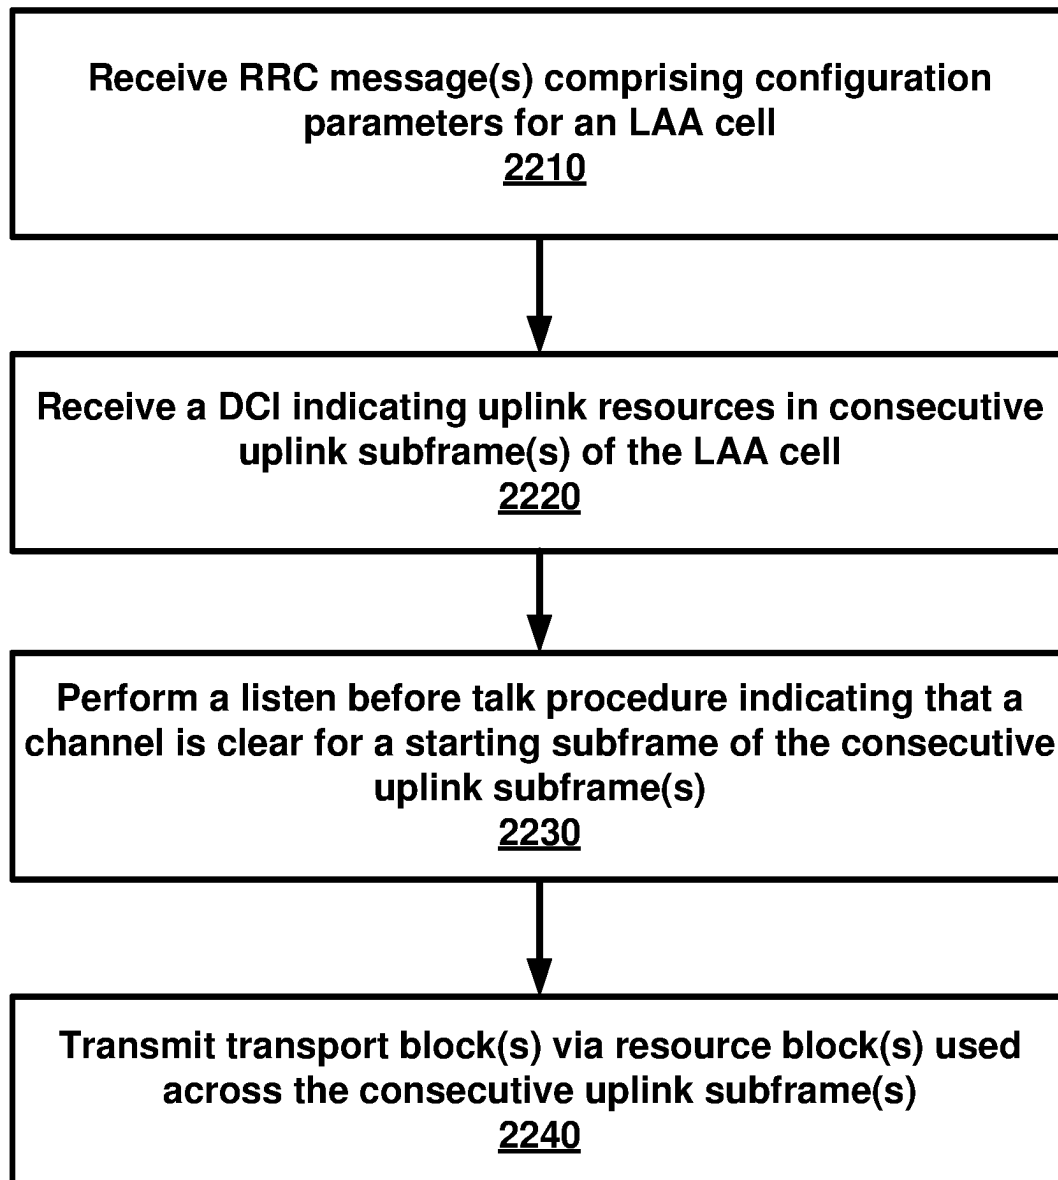 Receive RRC message(s) comprising configuration
parameters for an LAA cell
2210
Receive a DCI indicating uplink resources in consecutive
uplink subframe(s) of the LAA cell
2220
Perform a listen before talk procedure indicating that a
channel is clear for a starting subframe of the consecutive
uplink subframe(s)
2230
Transmit transport block(s) via resource block(s) used
across the consecutive uplink subframe(s)
2240